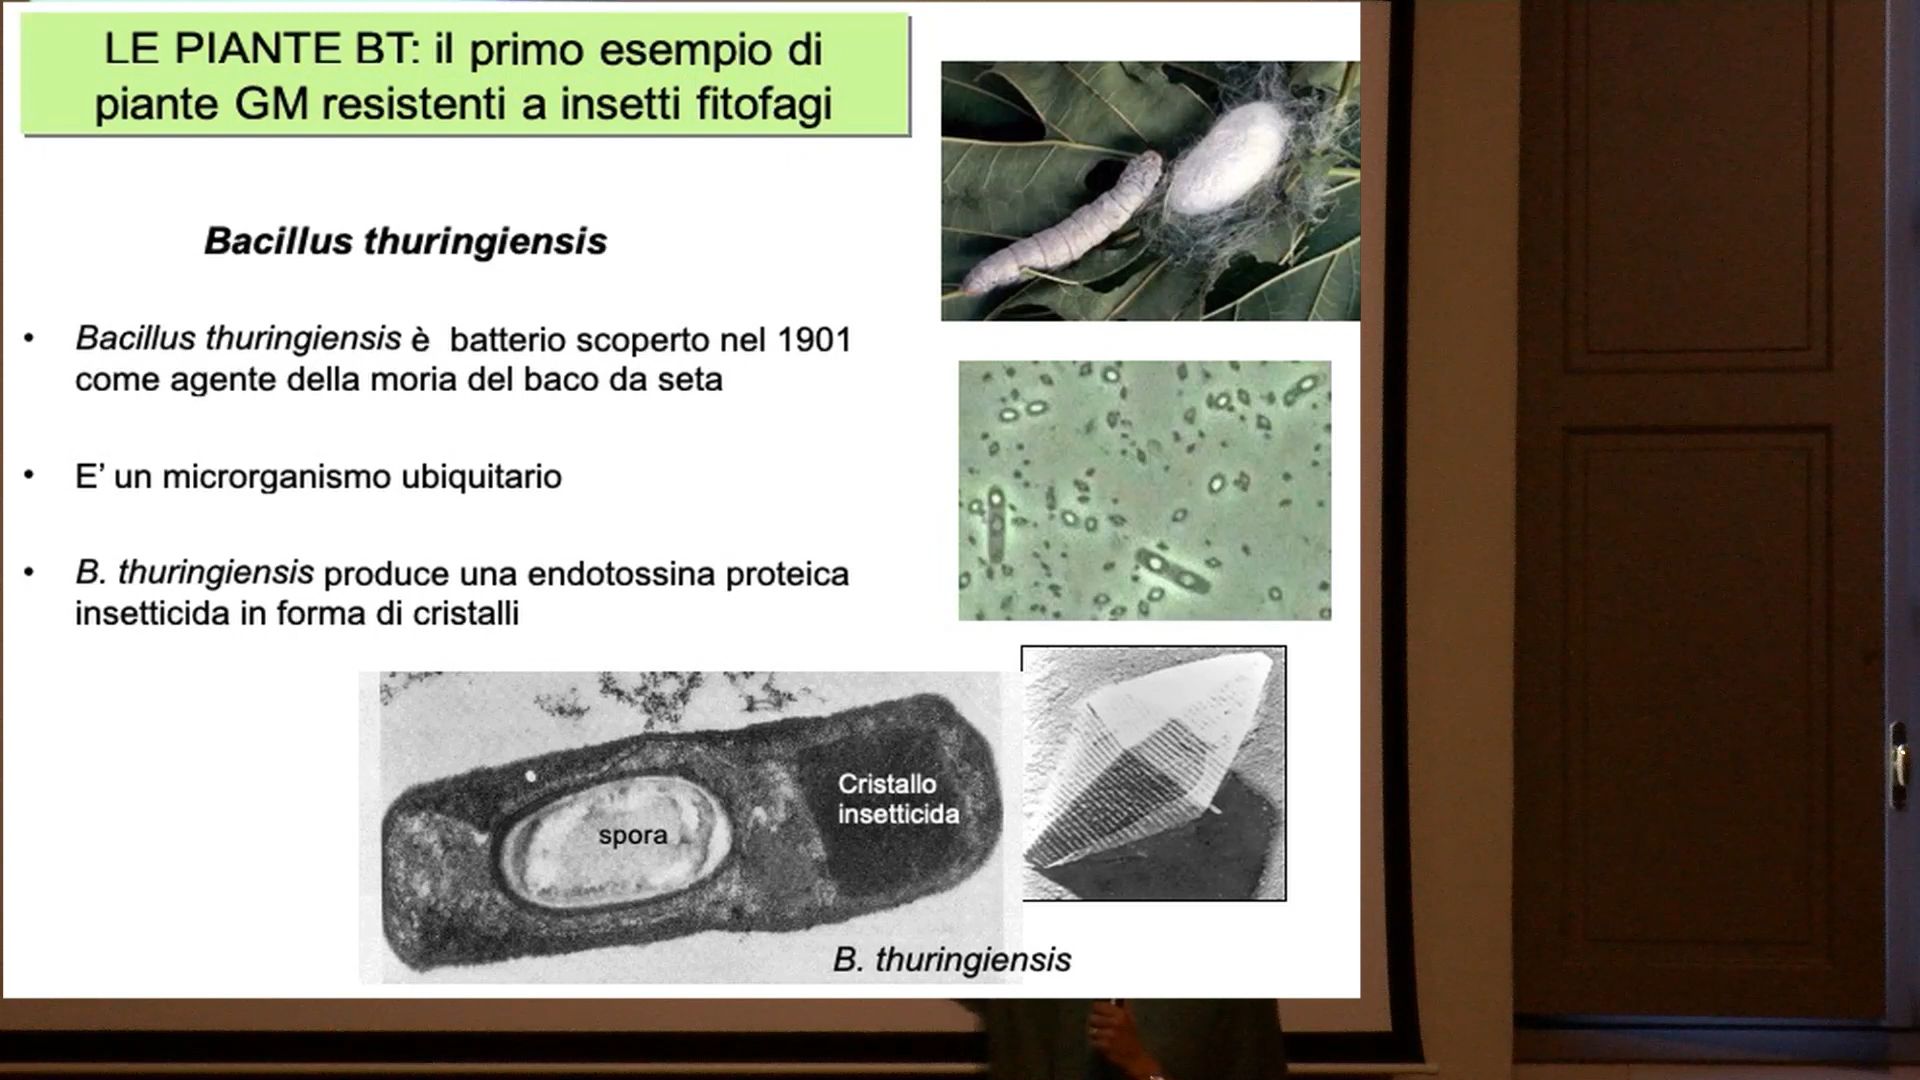 LE PIANTE BT: il primo esempio di
piante GM resistenti a insetti fitofagi
Bacillus thuringiensis
• Bacillus thuringiensis è batterio scoperto nel 1901
come agente della moria del baco da seta
• E’ un microrganismo ubiquitario
• B. thuringiensis produce una endotossina proteica
insetticida in forma di cristalli
Cristallo
insetticida
spora
B. thuringiensis